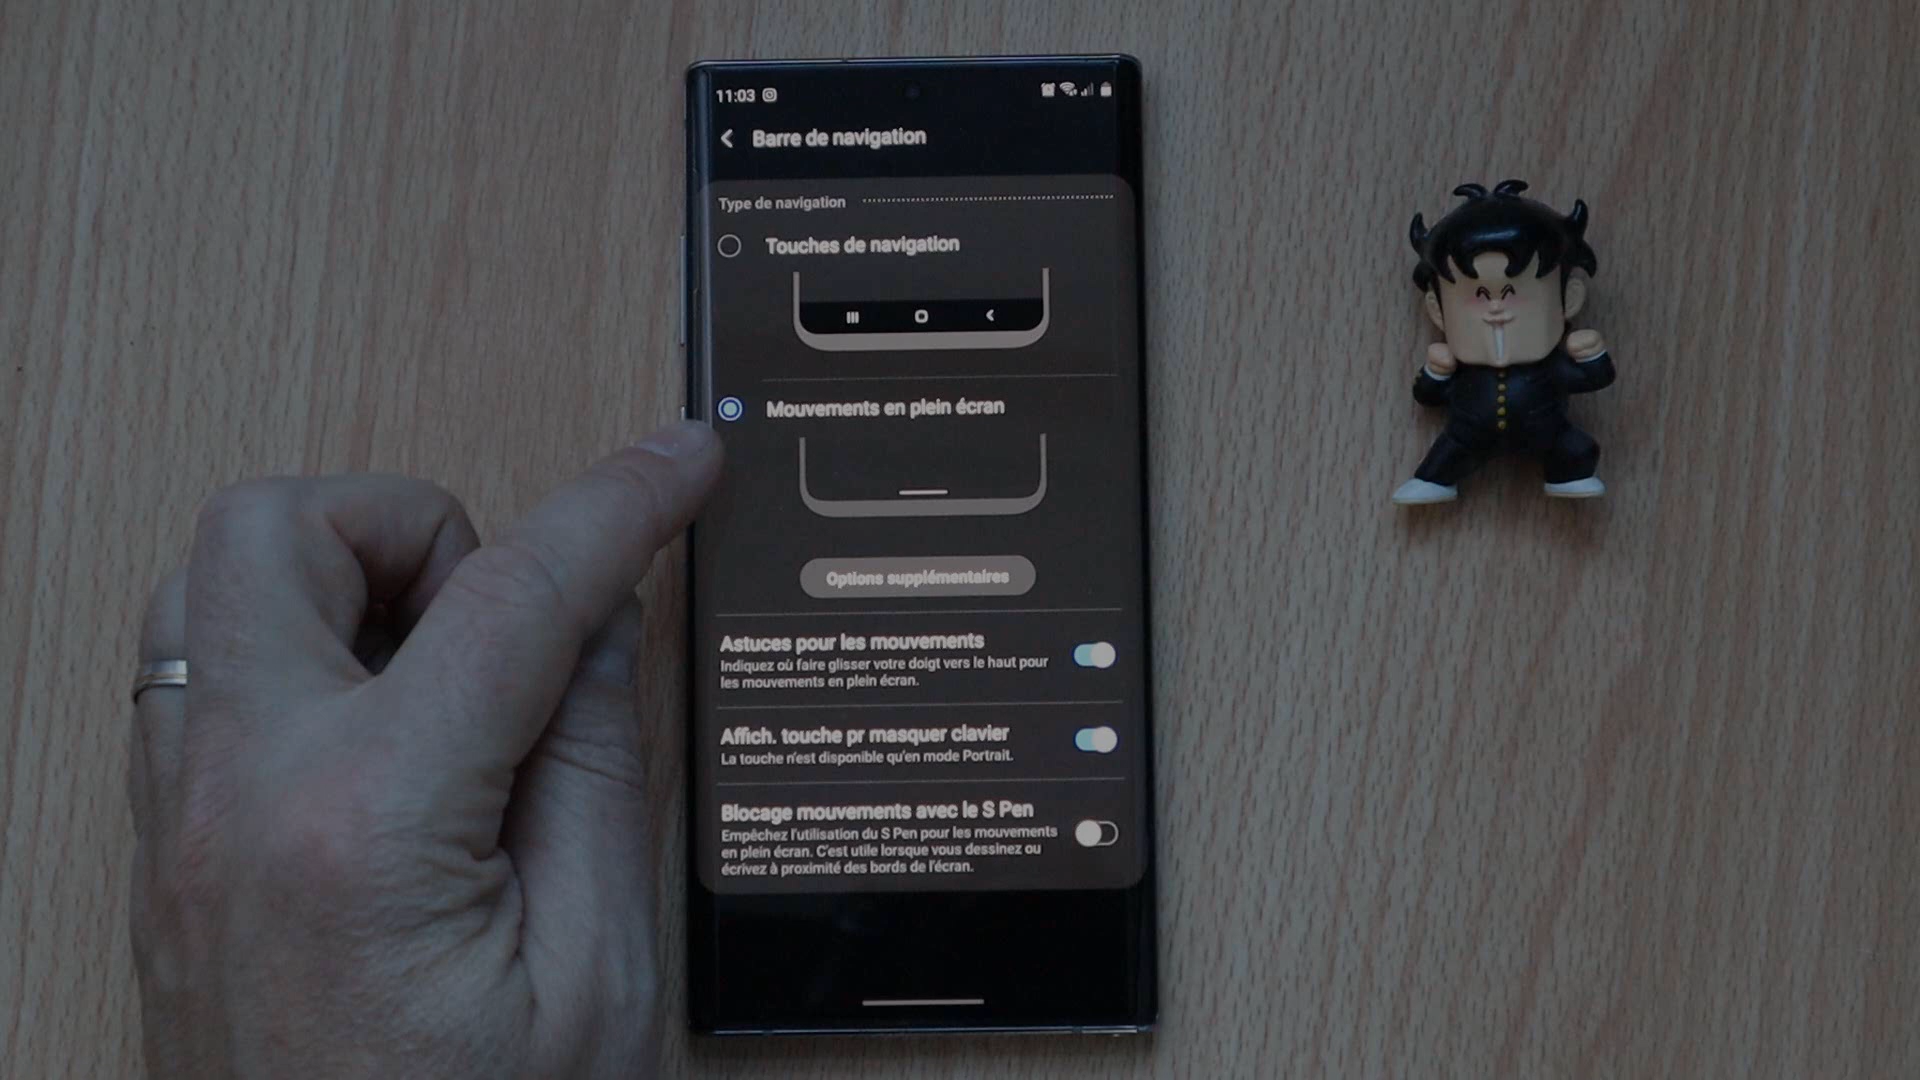 11:03
Barre de navigation
Type de navigation
Touches de navigation
Mouvements en plein écran
Options supplémentaires
Astuces pour les mouvements
Indiquez où faire glisser votre doigt vers le haut pour
les mouvements en plein écran.
Affich. touche pr masquer clavier
La touche n'est disponible qu'en mode Portrait.
Blocage mouvements avec le S Pen
Empêchez l'utilisation du S Pen pour les mouvements
en plein écran. C'est utile lorsque vous dessinez ou
écrivez à proximité des bords de l'écran.